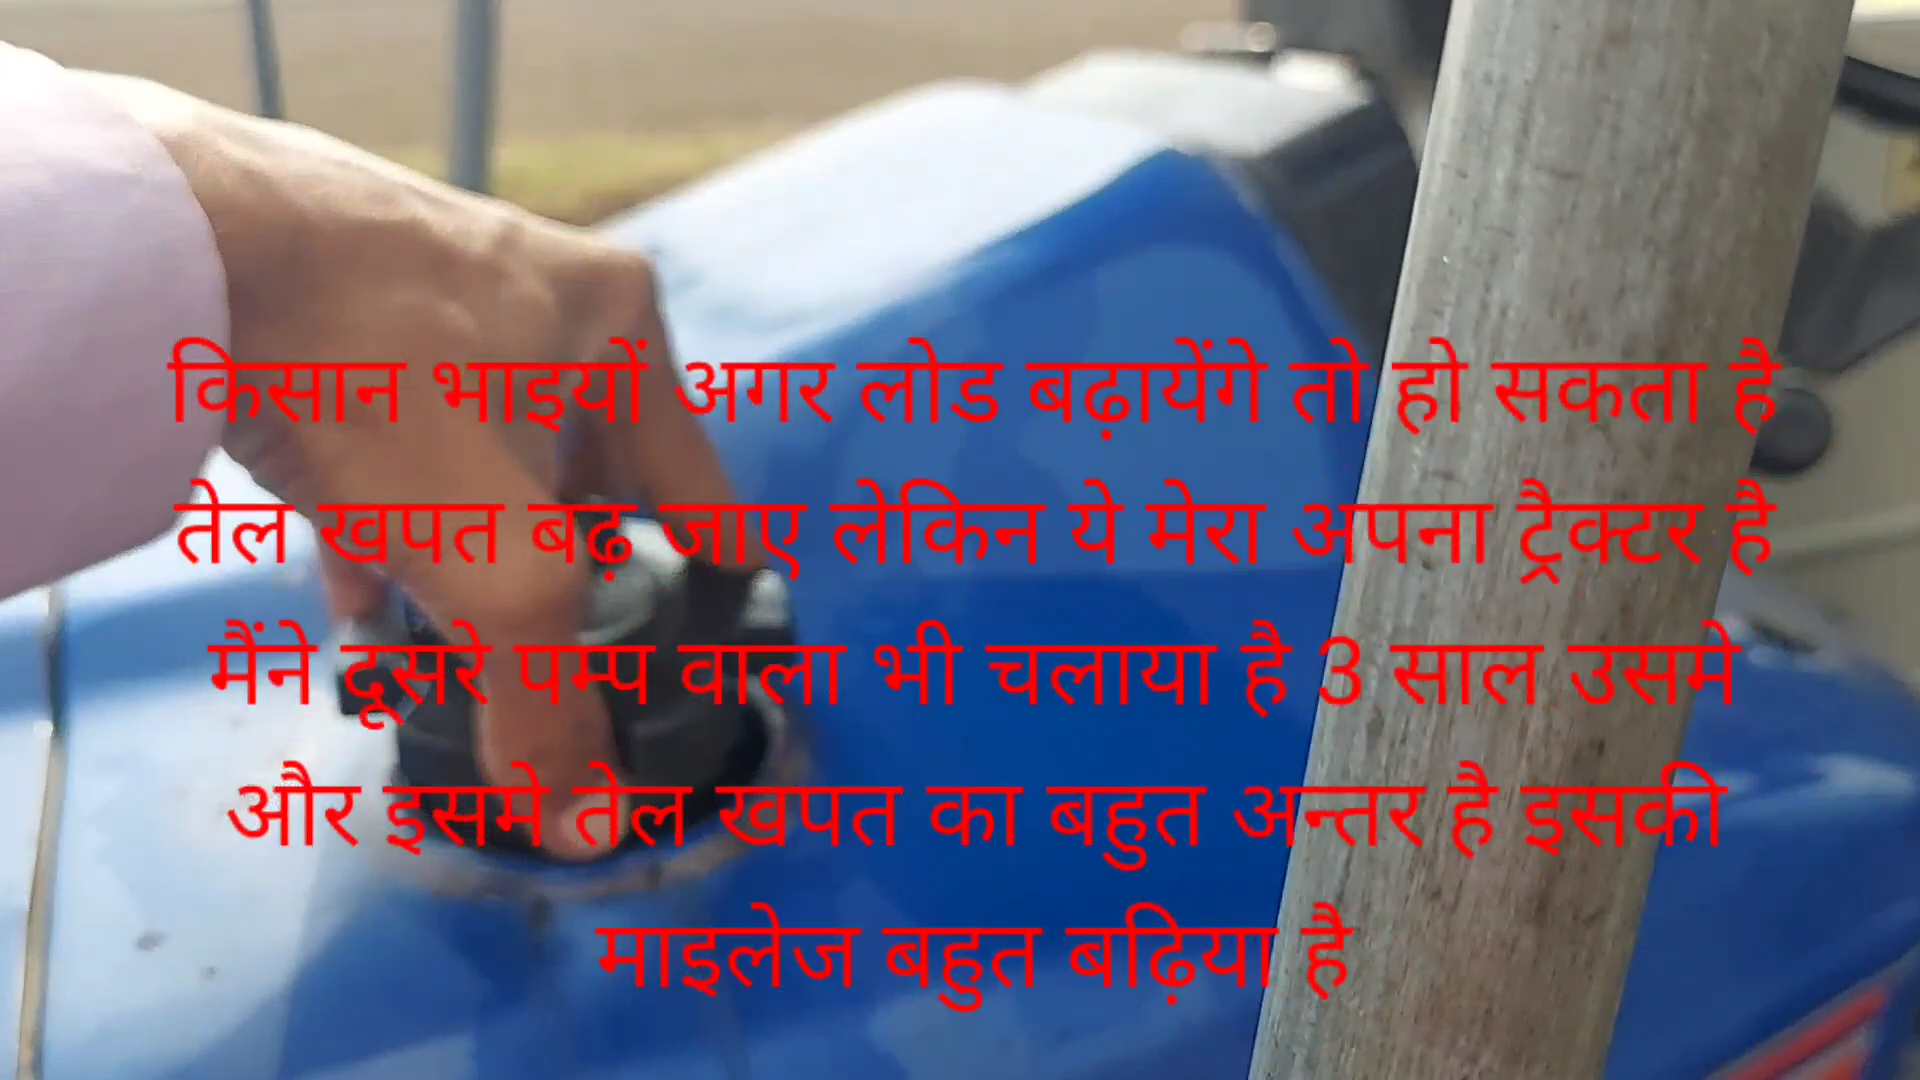 किसान भाइयों अगर लोड बढ़ायेंगे तो हो सकता है
तेल खपत बढ़ जाए लेकिन ये मेरा अपना ट्रैक्टर है
मैंने दूसरे पम्प वाला भी चलाया है 3 साल उसमे
और इसमे तेल खपत का बहुत अन्तर है इसकी
माइलेज बहुत बढ़िया है